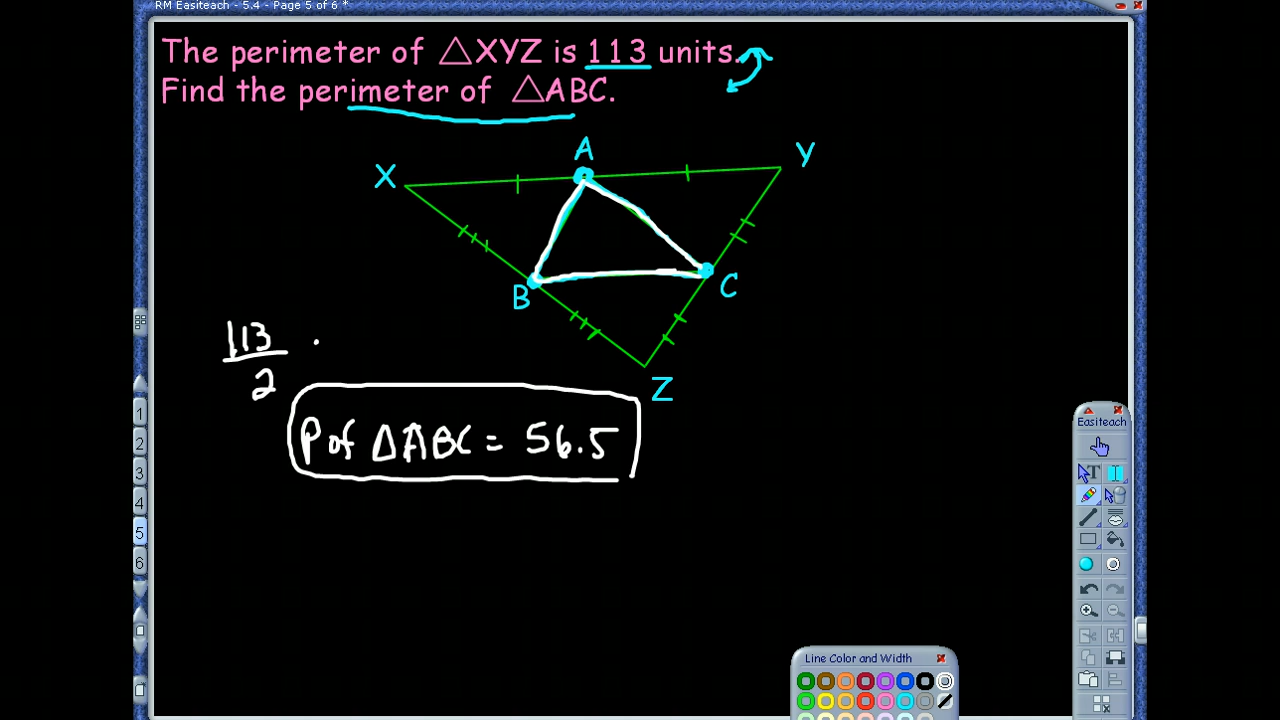 RM Easiteach - 5.4 - Page 5 of 6 *
The perimeter of △XYZ is 113 units.
Find the perimeter of △ABC.
A
Y
X
C
B
113
2
Z
P of △ABC = 56.5
Easiteach
T
1
2
3
4
5
6
Line Color and Width